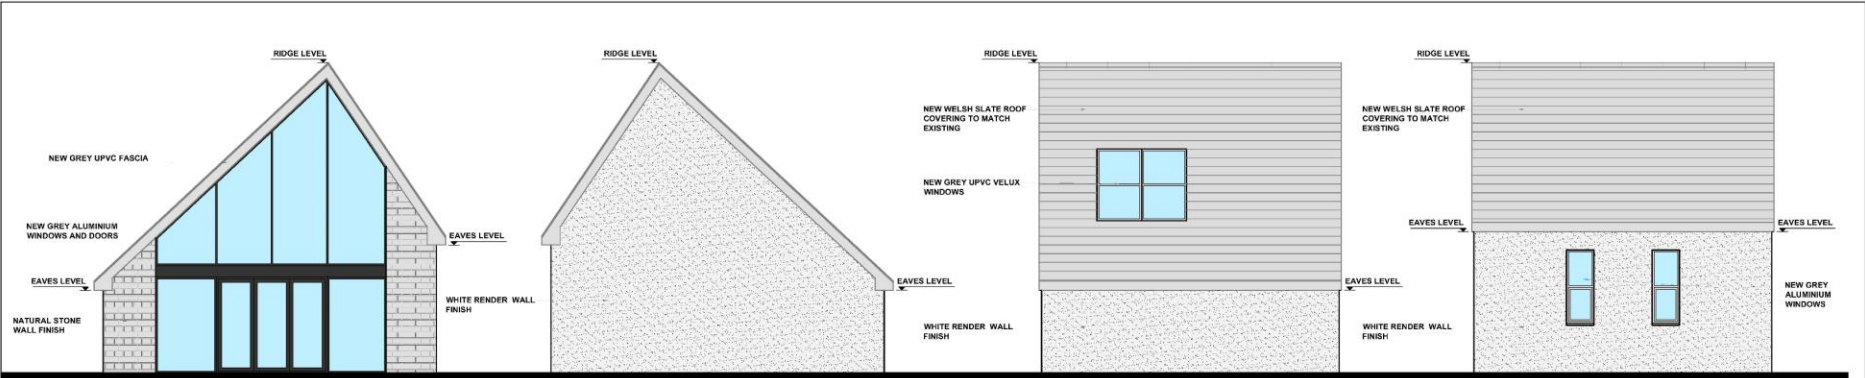 RIDGE LEVEL
NEW GREY UPVC FASCIA
NEW GREY ALUMINIUM
WINDOWS AND DOORS
EAVES LEVEL
EAVES LEVEL
NATURAL STONE
WALL FINISH
WHITE RENDER WALL
FINISH
RIDGE LEVEL
EAVES LEVEL
RIDGE LEVEL
NEW WELSH SLATE ROOF
COVERING TO MATCH
EXISTING
NEW GREY UPVC VELUX
WINDOWS
EAVES LEVEL
WHITE RENDER WALL
FINISH
RIDGE LEVEL
NEW WELSH SLATE ROOF
COVERING TO MATCH
EXISTING
EAVES LEVEL
EAVES LEVEL
NEW GREY
ALUMINIUM
WINDOWS
WHITE RENDER WALL
FINISH